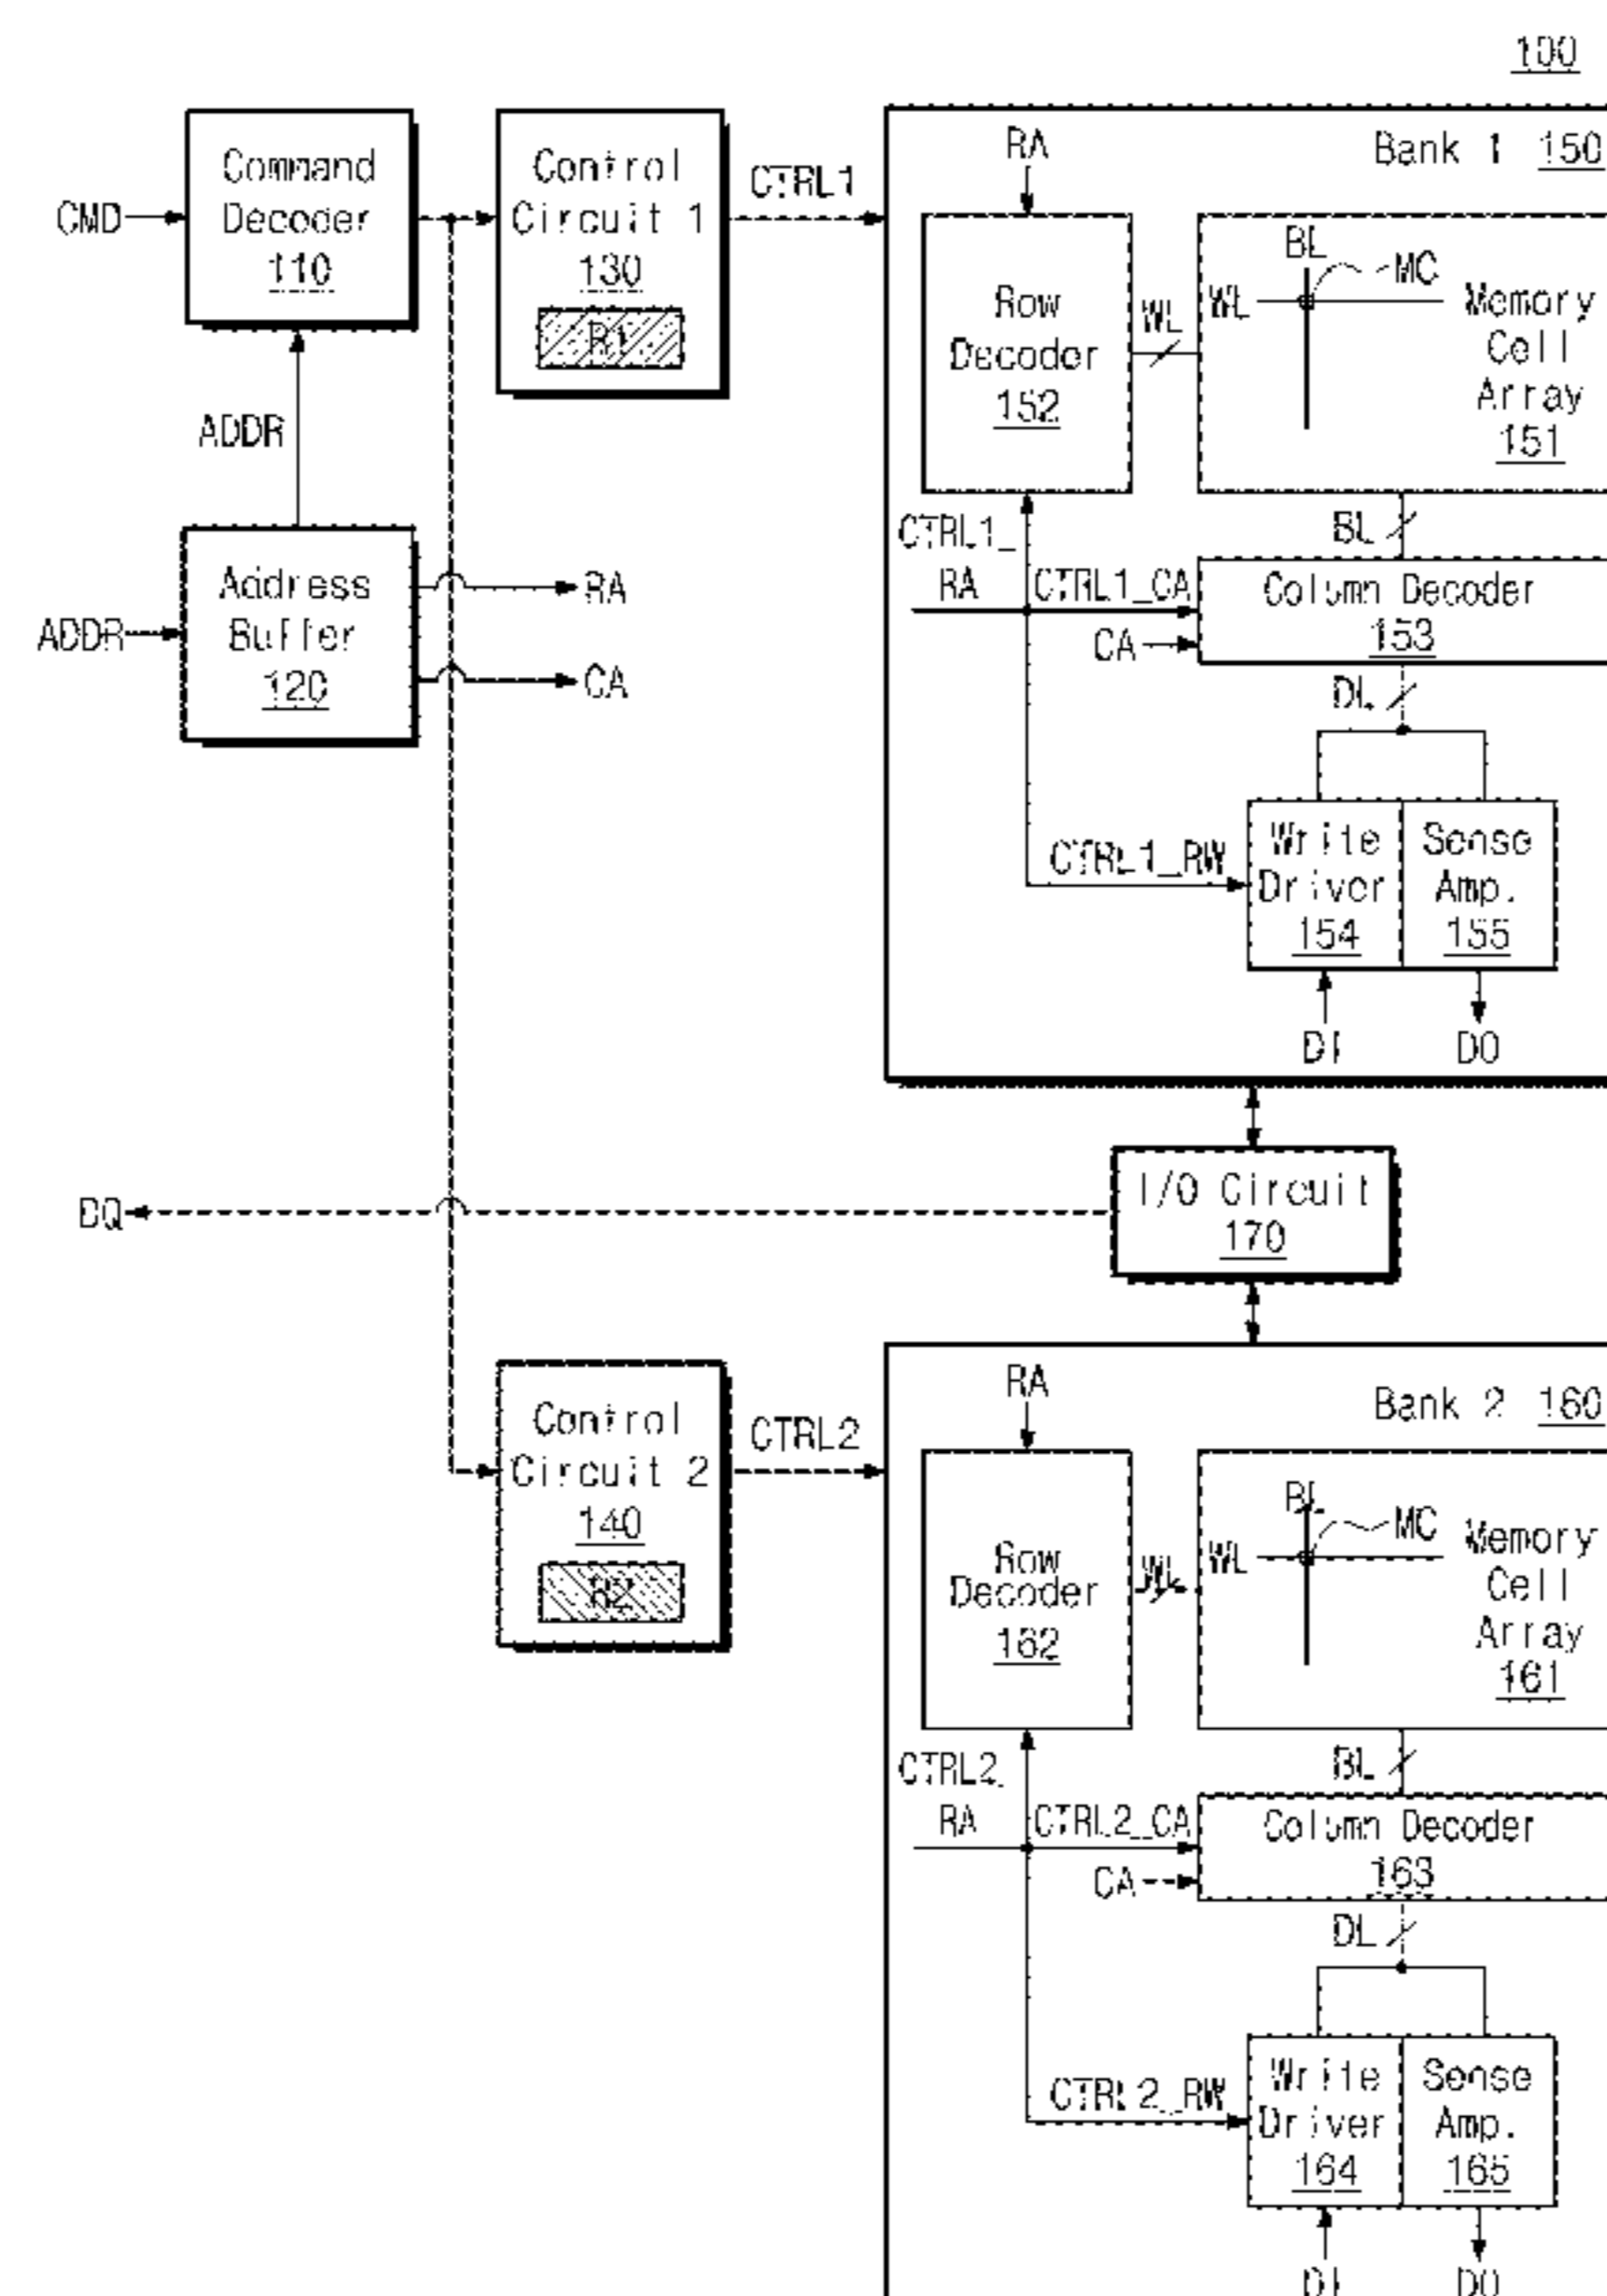 100
Command
Decoder
110
CMD
Control
Circuit 1
130
R1
CTRL1
ADDR
Address
Buffer
120
ADDR
RA
CA
Bank 1 150
RA
Row
Decoder
152
WL
BL
MC
WL
Memory
Cell
Array
151
CTRL1_
RA
CTRL1_CA
CA
BL
Column Decoder
153
DL
CTRL1_RW
Write
Driver
154
Sense
Amp.
155
DI
DO
I/O Circuit
170
DQ
Control
Circuit 2
140
R2
CTRL2
Bank 2 160
RA
Row
Decoder
162
WL
BL
MC
WL
Memory
Cell
Array
161
CTRL2_
RA
CTRL2_CA
CA
BL
Column Decoder
163
DL
CTRL2_RW
Write
Driver
164
Sense
Amp.
165
DI
DO